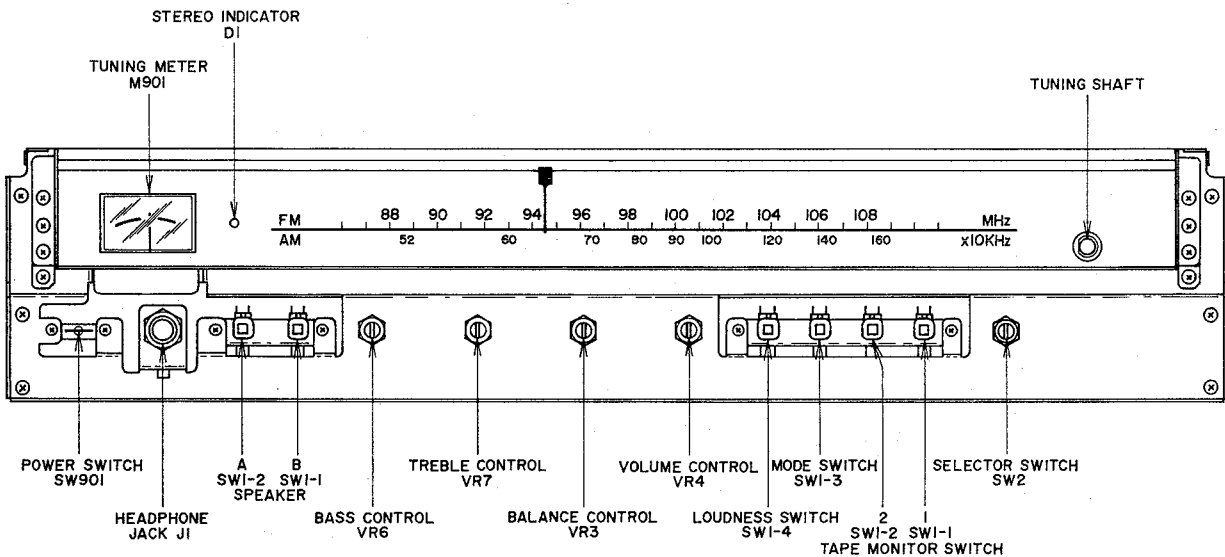 STEREO INDICATOR
D1
TUNING METER
M901
TUNING SHAFT
FM 88 90 92 94 96 98 100 102 104 106 108 MHz
AM 52 60 70 80 90 100 120 140 160 x10KHz
POWER SWITCH
SW901
A B
SW1-2 SW1-1
SPEAKER
TREBLE CONTROL
VR7
VOLUME CONTROL
VR4
MODE SWITCH
SW1-3
SELECTOR SWITCH
SW2
HEADPHONE
JACK J1
BASS CONTROL
VR6
BALANCE CONTROL
VR3
LOUDNESS SWITCH
SW1-4
2 1
SW1-2 SW1-1
TAPE MONITOR SWITCH